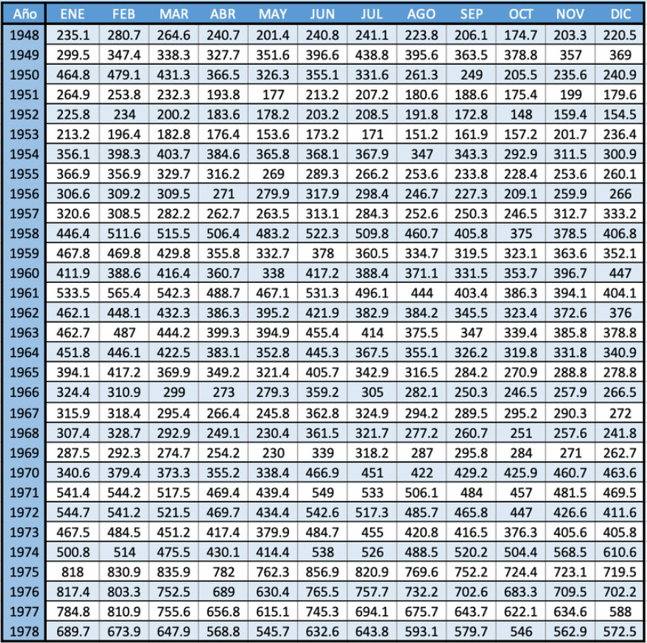 Año ENE FEB MAR ABR MAY JUN JUL AGO SEP OCT NOV DIC
1948 235.1 280.7 264.6 240.7 201.4 240.8 241.1 223.8 206.1 174.7 203.3 220.5
1949 299.5 347.4 338.3 327.7 351.6 396.6 438.8 395.6 363.5 378.8 357 369
1950 464.8 479.1 431.3 366.5 326.3 355.1 331.6 261.3 249 205.5 235.6 240.9
1951 264.9 253.8 232.3 193.8 177 213.2 207.2 180.6 188.6 175.4 199 179.6
1952 225.8 234 200.2 183.6 178.2 203.2 208.5 191.8 172.8 148 159.4 154.5
1953 213.2 196.4 182.8 176.4 153.6 173.2 171 151.2 161.9 157.2 201.7 236.4
1954 356.1 398.3 403.7 384.6 365.8 368.1 367.9 347 343.3 292.9 311.5 300.9
1955 366.9 356.9 329.7 316.2 269 289.3 266.2 253.6 233.8 228.4 253.6 260.1
1956 306.6 309.2 309.5 271 279.9 317.9 298.4 246.7 227.3 209.1 259.9 266
1957 320.6 308.5 282.2 262.7 263.5 313.1 284.3 252.6 250.3 246.5 312.7 333.2
1958 446.4 511.6 515.5 506.4 483.2 522.3 509.8 460.7 405.8 375 378.5 406.8
1959 467.8 469.8 429.8 355.8 332.7 378 360.5 334.7 319.5 323.1 363.6 352.1
1960 411.9 388.6 416.4 360.7 338 417.2 388.4 371.1 331.5 353.7 396.7 447
1961 533.5 565.4 542.3 488.7 467.1 531.3 496.1 444 403.4 386.3 394.1 404.1
1962 462.1 448.1 432.3 386.3 395.2 421.9 382.9 384.2 345.5 323.4 372.6 376
1963 462.7 487 444.2 399.3 394.9 455.4 414 375.5 347 339.4 385.8 378.8
1964 451.8 446.1 422.5 383.1 352.8 445.3 367.5 355.1 326.2 319.8 331.8 340.9
1965 394.1 417.2 369.9 349.2 321.4 405.7 342.9 316.5 284.2 270.9 288.8 278.8
1966 324.4 310.9 299 273 279.3 359.2 305 282.1 250.3 246.5 257.9 266.5
1967 315.9 318.4 295.4 266.4 245.8 362.8 324.9 294.2 289.5 295.2 290.3 272
1968 307.4 328.7 292.9 249.1 230.4 361.5 321.7 277.2 260.7 251 257.6 241.8
1969 287.5 292.3 274.7 254.2 230 339 318.2 287 295.8 284 271 262.7
1970 340.6 379.4 373.3 355.2 338.4 466.9 451 422 429.2 425.9 460.7 463.6
1971 541.4 544.2 517.5 469.4 439.4 549 533 506.1 484 457 481.5 469.5
1972 544.7 541.2 521.5 469.7 434.4 542.6 517.3 485.7 465.8 447 426.6 411.6
1973 467.5 484.5 451.2 417.4 379.9 484.7 455 420.8 416.5 376.3 405.6 405.8
1974 500.8 514 475.5 430.1 414.4 538 526 488.5 520.2 504.4 568.5 610.6
1975 818 830.9 835.9 782 762.3 856.9 820.9 769.6 752.2 724.4 723.1 719.5
1976 817.4 803.3 752.5 689 630.4 765.5 757.7 732.2 702.6 683.3 709.5 702.2
1977 784.8 810.9 755.6 656.8 615.1 745.3 694.1 675.7 643.7 622.1 634.6 588
1978 689.7 673.9 647.9 568.8 545.7 632.6 643.8 593.1 579.7 546 562.9 572.5